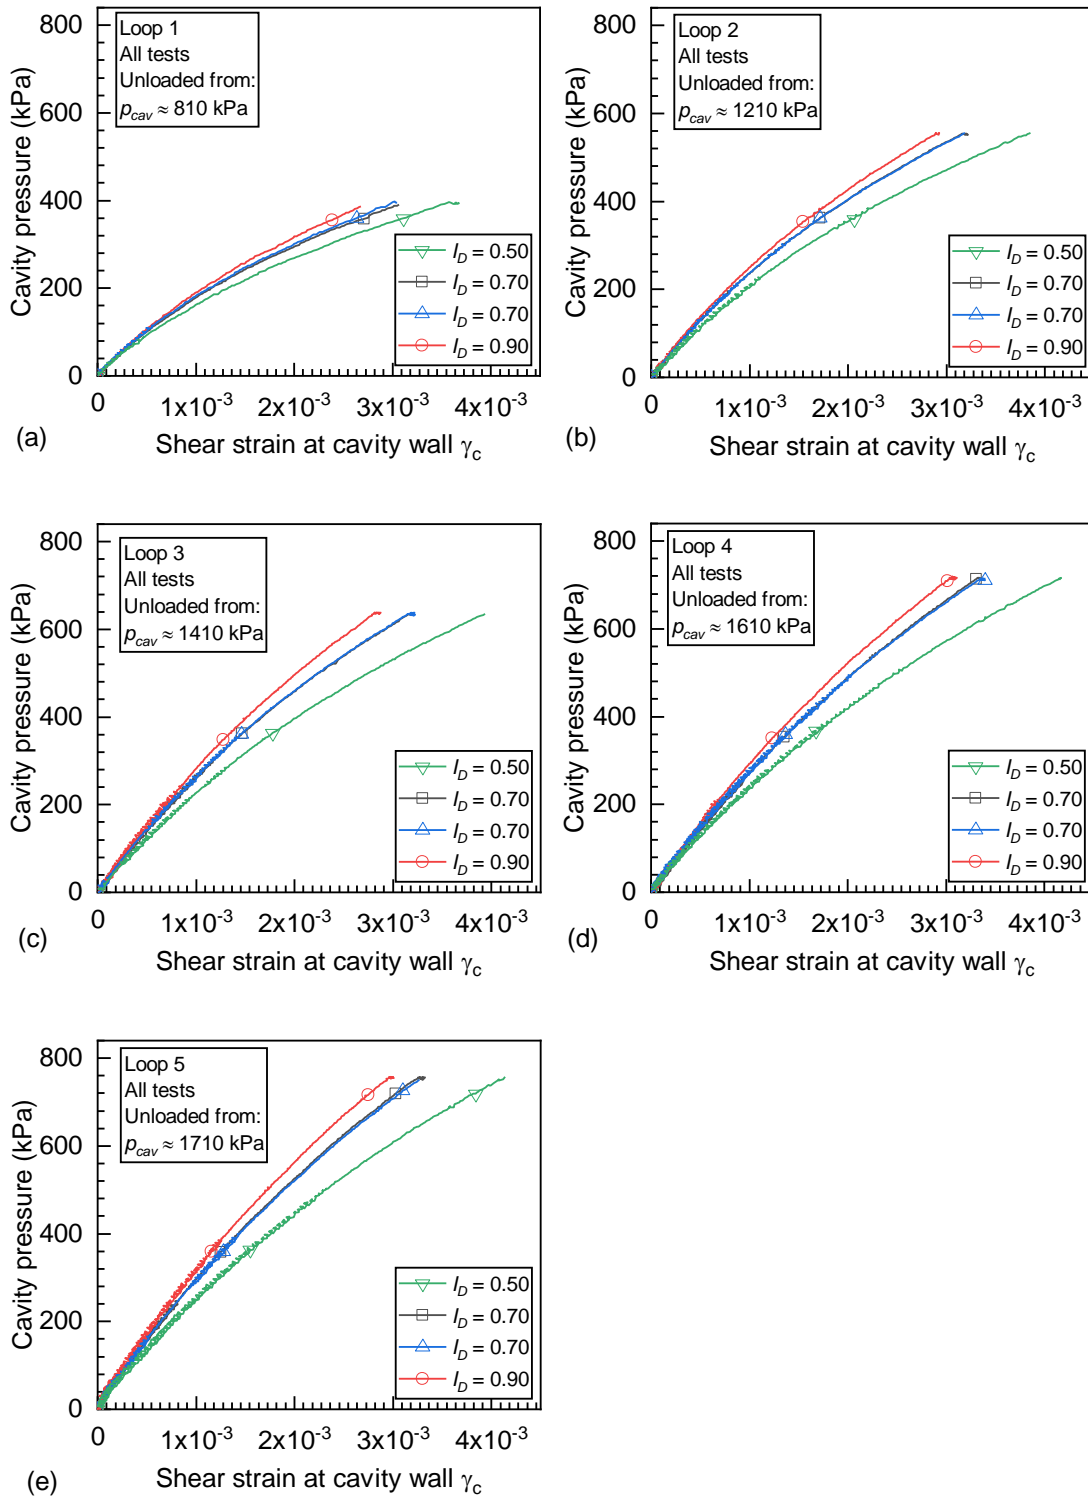 Loop 1
All tests
Unloaded from:
p_cav ≈ 810 kPa
Cavity pressure (kPa)
800
600
400
200
0
I_D = 0.50
I_D = 0.70
I_D = 0.70
I_D = 0.90
0 1x10⁻³ 2x10⁻³ 3x10⁻³ 4x10⁻³
(a) Shear strain at cavity wall γ_c
Loop 2
All tests
Unloaded from:
p_cav ≈ 1210 kPa
Cavity pressure (kPa)
800
600
400
200
0
I_D = 0.50
I_D = 0.70
I_D = 0.70
I_D = 0.90
0 1x10⁻³ 2x10⁻³ 3x10⁻³ 4x10⁻³
(b) Shear strain at cavity wall γ_c
Loop 3
All tests
Unloaded from:
p_cav ≈ 1410 kPa
Cavity pressure (kPa)
800
600
400
200
0
I_D = 0.50
I_D = 0.70
I_D = 0.70
I_D = 0.90
0 1x10⁻³ 2x10⁻³ 3x10⁻³ 4x10⁻³
(c) Shear strain at cavity wall γ_c
Loop 4
All tests
Unloaded from:
p_cav ≈ 1610 kPa
Cavity pressure (kPa)
800
600
400
200
0
I_D = 0.50
I_D = 0.70
I_D = 0.70
I_D = 0.90
0 1x10⁻³ 2x10⁻³ 3x10⁻³ 4x10⁻³
(d) Shear strain at cavity wall γ_c
Loop 5
All tests
Unloaded from:
p_cav ≈ 1710 kPa
Cavity pressure (kPa)
800
600
400
200
0
I_D = 0.50
I_D = 0.70
I_D = 0.70
I_D = 0.90
0 1x10⁻³ 2x10⁻³ 3x10⁻³ 4x10⁻³
(e) Shear strain at cavity wall γ_c